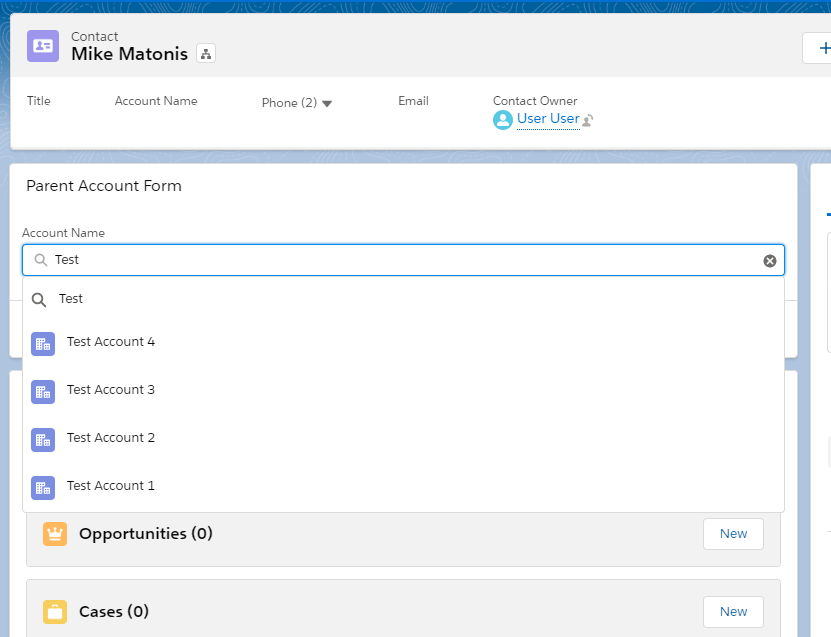 Contact
Mike Matonis
Title Account Name Phone (2) Email Contact Owner
User User
Parent Account Form
Account Name
Test
Test
Test Account 4
Test Account 3
Test Account 2
Test Account 1
Opportunities (0) New
Cases (0) New